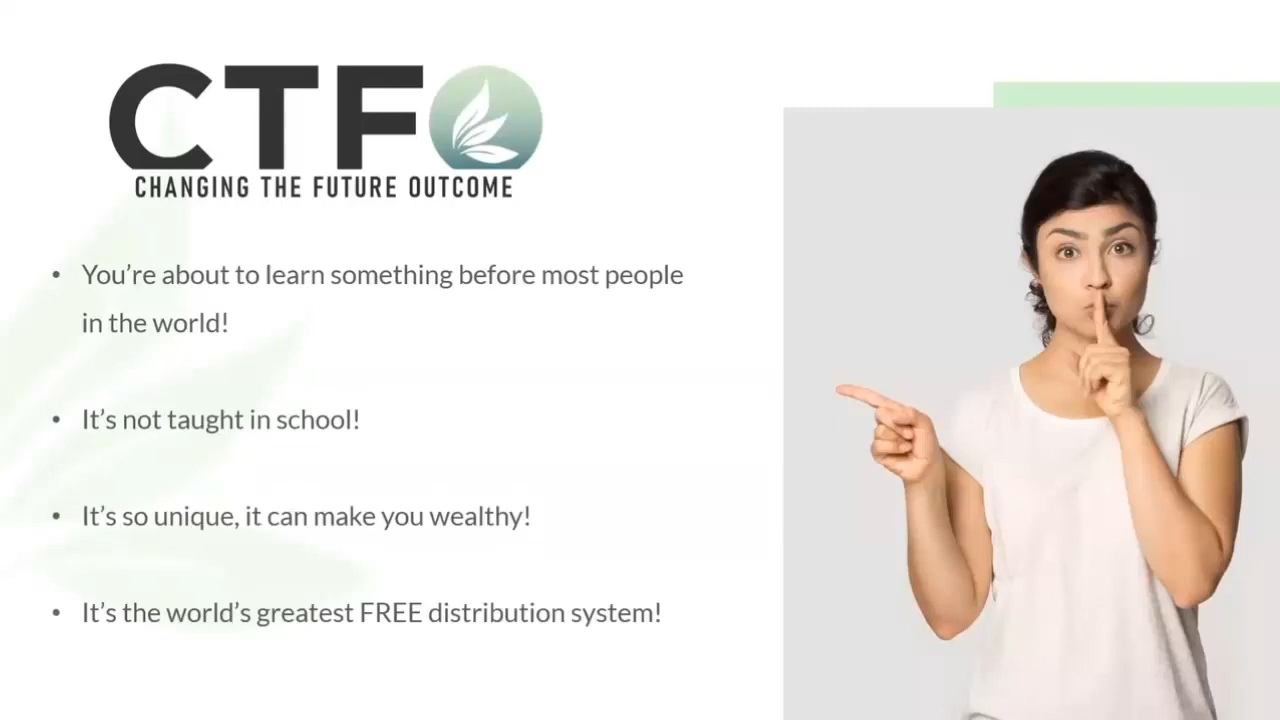 CTFO
CHANGING THE FUTURE OUTCOME
• You’re about to learn something before most people
in the world!
• It’s not taught in school!
• It’s so unique, it can make you wealthy!
• It’s the world’s greatest FREE distribution system!